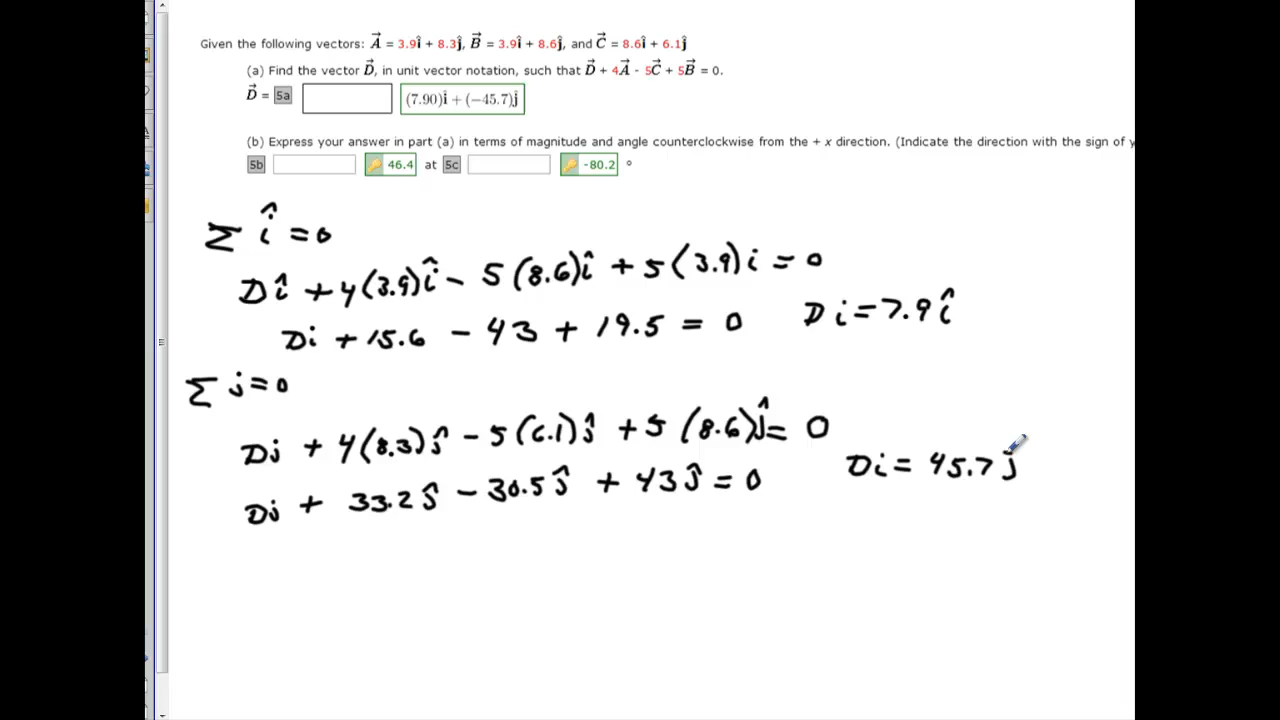 Given the following vectors: A⃗ = 3.9î + 8.3ĵ, B⃗ = 3.9î + 8.6ĵ, and C⃗ = 8.6î + 6.1ĵ
(a) Find the vector D⃗, in unit vector notation, such that D⃗ + 4A⃗ - 5C⃗ + 5B⃗ = 0.
D⃗ = 5a (7.90)î + (−45.7)ĵ
(b) Express your answer in part (a) in terms of magnitude and angle counterclockwise from the + x direction. (Indicate the direction with the sign of y
5b 46.4 at 5c -80.2 °
Σ î = 0
Dî + 4(3.9)î − 5(8.6)î + 5(3.9)i = 0
Di + 15.6 − 43 + 19.5 = 0 Di = 7.9î
Σ j = 0
Dj + 4(8.3)ĵ − 5(6.1)ĵ + 5(8.6)ĵ = 0
Dj + 33.2ĵ − 30.5ĵ + 43ĵ = 0 Di = 45.7j